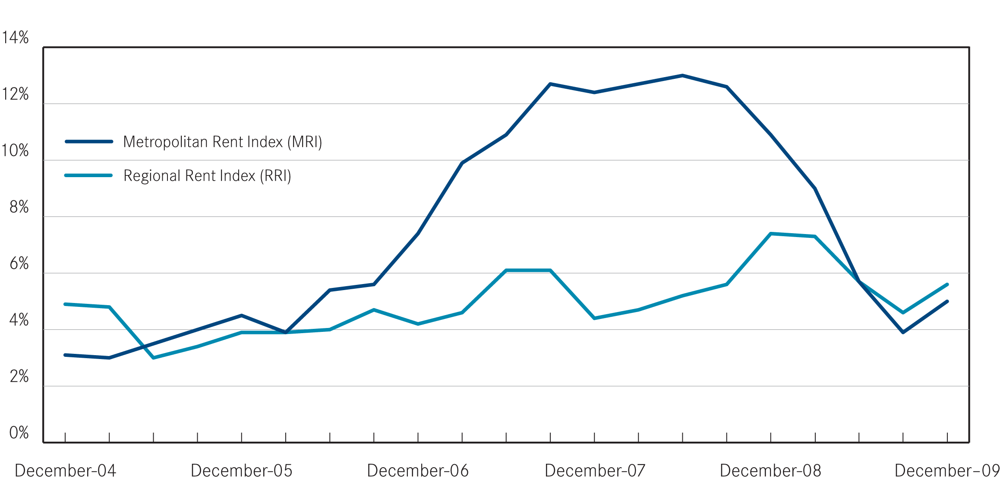 14%
12%
Metropolitan Rent Index (MRI)
10%
Regional Rent Index (RRI)
8%
6%
4%
2%
0%
December-04 December-05 December-06 December-07 December-08 December-09